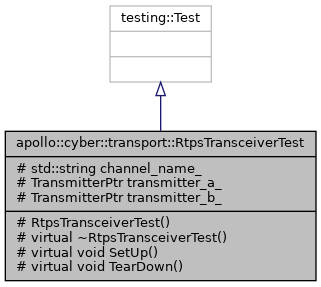 testing::Test
apollo::cyber::transport::RtpsTransceiverTest
# std::string channel_name_
# TransmitterPtr transmitter_a_
# TransmitterPtr transmitter_b_
# RtpsTransceiverTest()
# virtual ~RtpsTransceiverTest()
# virtual void SetUp()
# virtual void TearDown()